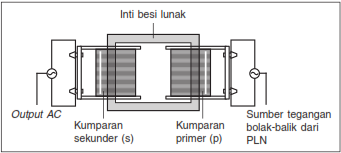 Inti besi lunak
Output AC
Kumparan
sekunder (s)
Kumparan
primer (p)
Sumber tegangan
bolak-balik dari
PLN